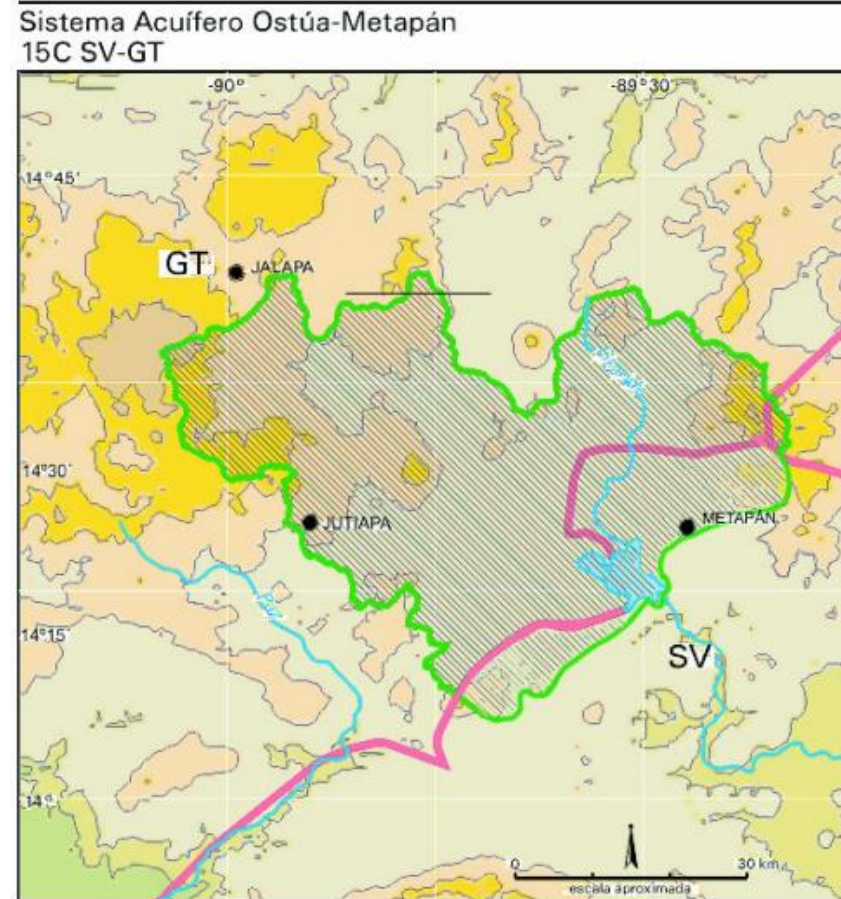 Sistema Acuífero Ostúa-Metapán
15C SV-GT
-90°
-89°30'
14°45'
GT
JALAPA
14°30'
JUTIAPA
METAPÁN
14°15'
SV
14°
0
30 km
escala aproximada